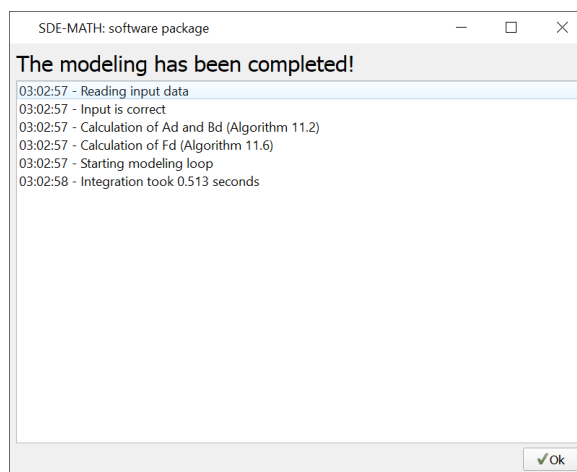 SDE-MATH: software package
The modeling has been completed!
03:02:57 - Reading input data
03:02:57 - Input is correct
03:02:57 - Calculation of Ad and Bd (Algorithm 11.2)
03:02:57 - Calculation of Fd (Algorithm 11.6)
03:02:57 - Starting modeling loop
03:02:58 - Integration took 0.513 seconds
Ok